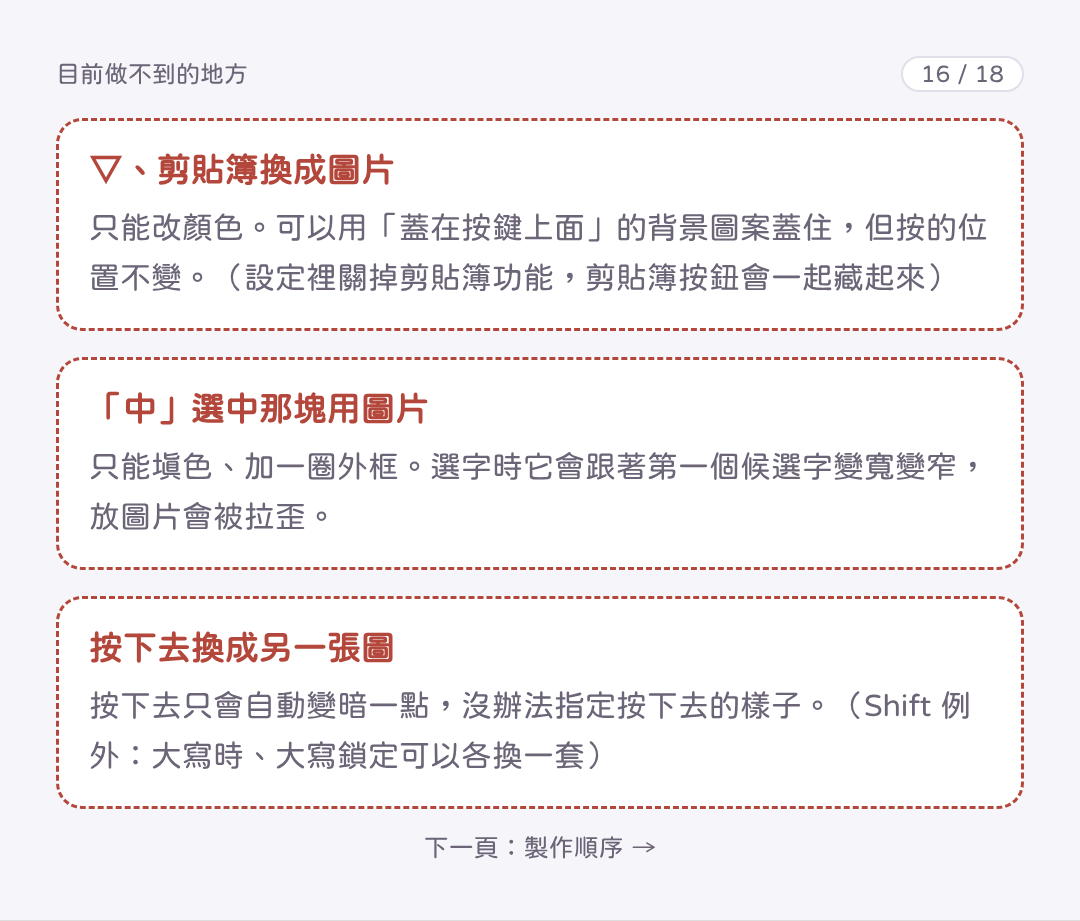 目前做不到的地方
16 / 18
▽、剪貼簿換成圖片
只能改顏色。可以用「蓋在按鍵上面」的背景圖案蓋住，但按的位
置不變。（設定裡關掉剪貼簿功能，剪貼簿按鈕會一起藏起來）
「中」選中那塊用圖片
只能填色、加一圈外框。選字時它會跟著第一個候選字變寬變窄，
放圖片會被拉歪。
按下去換成另一張圖
按下去只會自動變暗一點，沒辦法指定按下去的樣子。（Shift 例
外：大寫時、大寫鎖定可以各換一套）
下一頁：製作順序 →